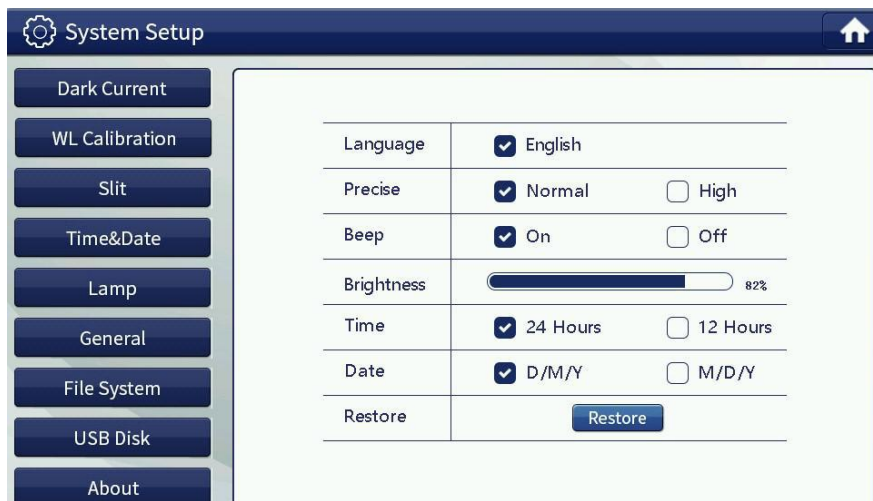 System Setup
Dark Current
WL Calibration
Slit
Time&Date
Lamp
General
File System
USB Disk
About
Language English
Precise Normal High
Beep On Off
Brightness 82%
Time 24 Hours 12 Hours
Date D/M/Y M/D/Y
Restore Restore